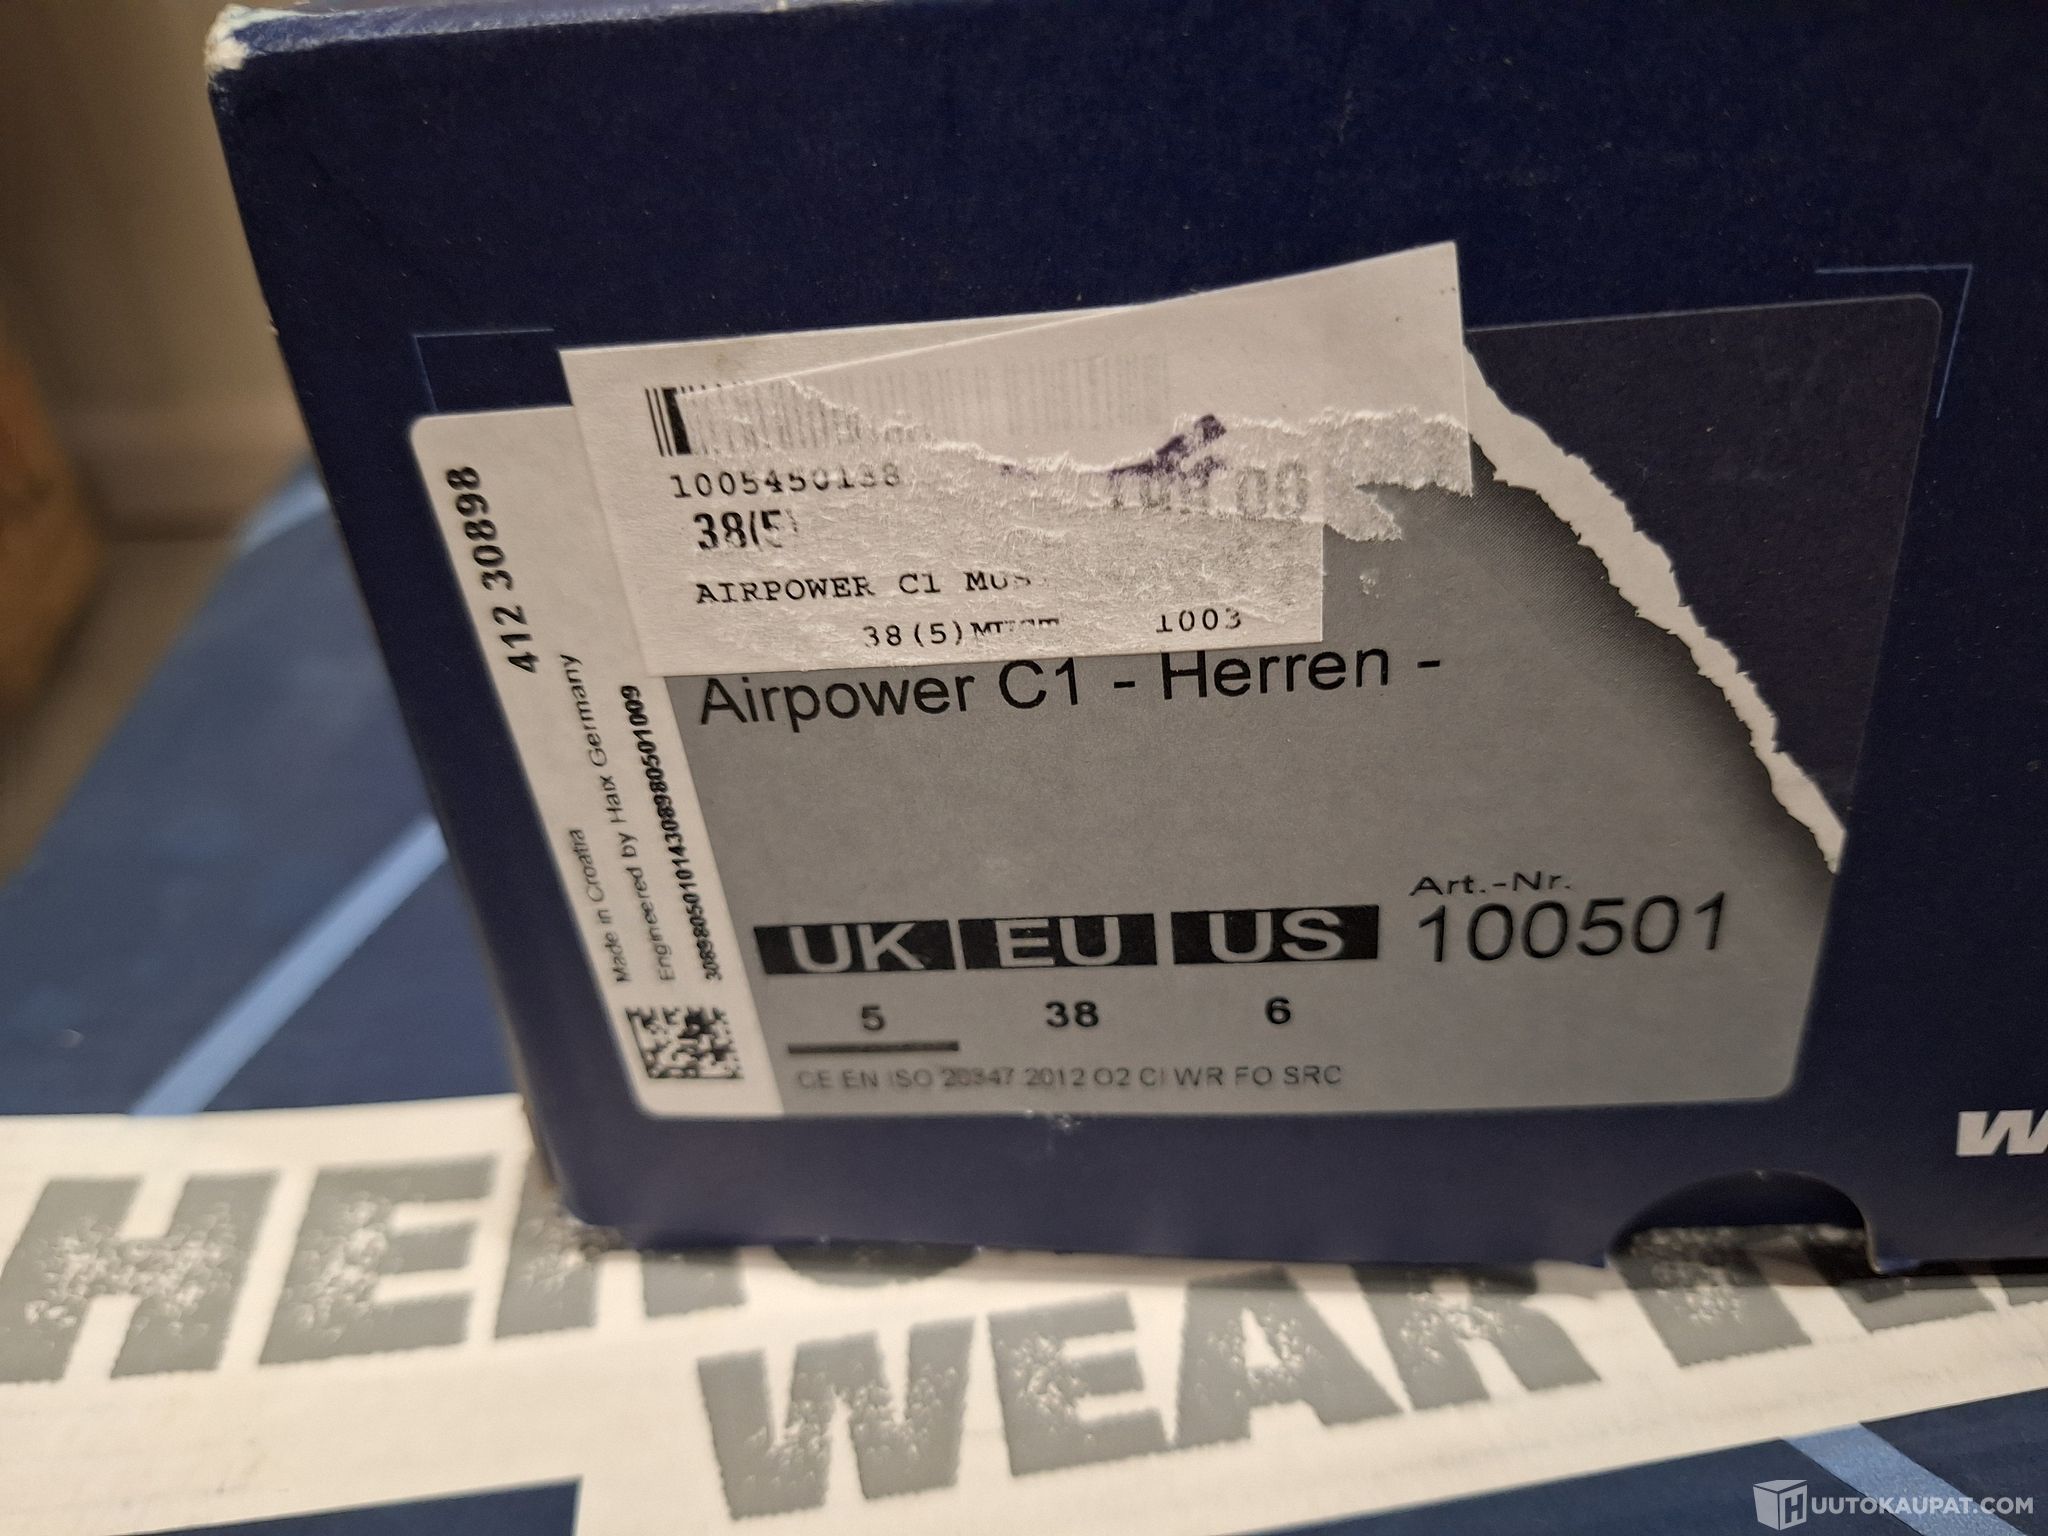 1005450138
38(5)
AIRPOWER C1
38(5)
1003
Airpower C1 - Herren -
412 30898
Made in Croatia
Engineered by Haix Germany
UK EU US
5 38 6
Art.-Nr.
100501
CE EN ISO 20347:2012 O2 CI WR FO SRC
WEAR
HUUTOKAUPAT.COM